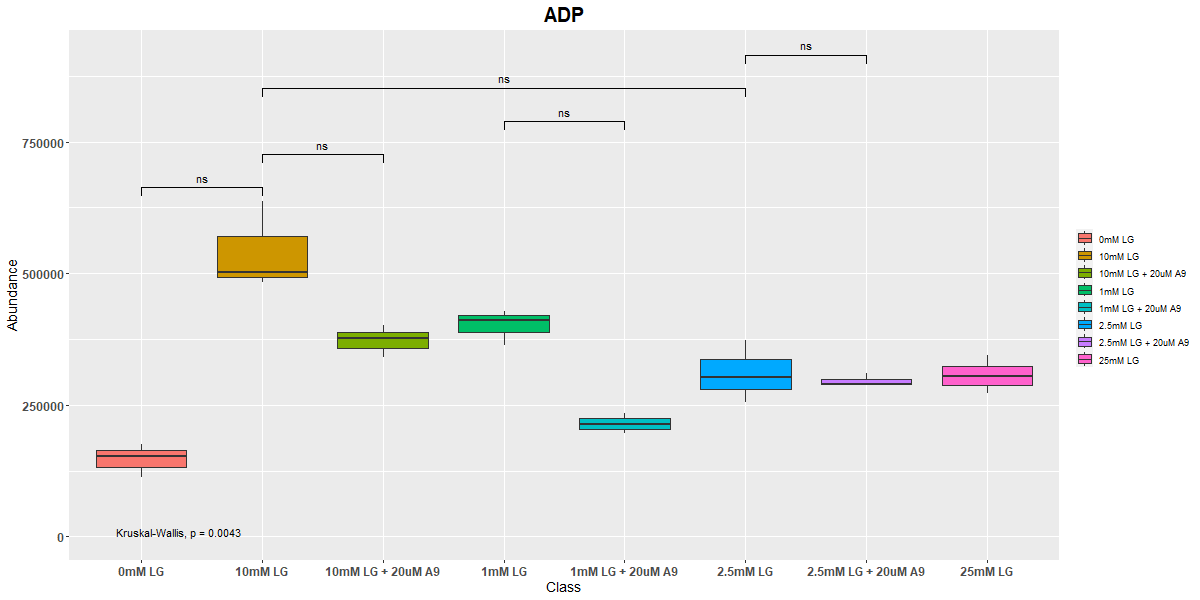 ADP
ns
ns
ns
ns
ns
750000
500000
250000
0
Abundance
Kruskal-Wallis, p = 0.0043
0mM LG
10mM LG
10mM LG + 20uM A9
1mM LG
1mM LG + 20uM A9
2.5mM LG
2.5mM LG + 20uM A9
25mM LG
Class
0mM LG
10mM LG
10mM LG + 20uM A9
1mM LG
1mM LG + 20uM A9
2.5mM LG
2.5mM LG + 20uM A9
25mM LG